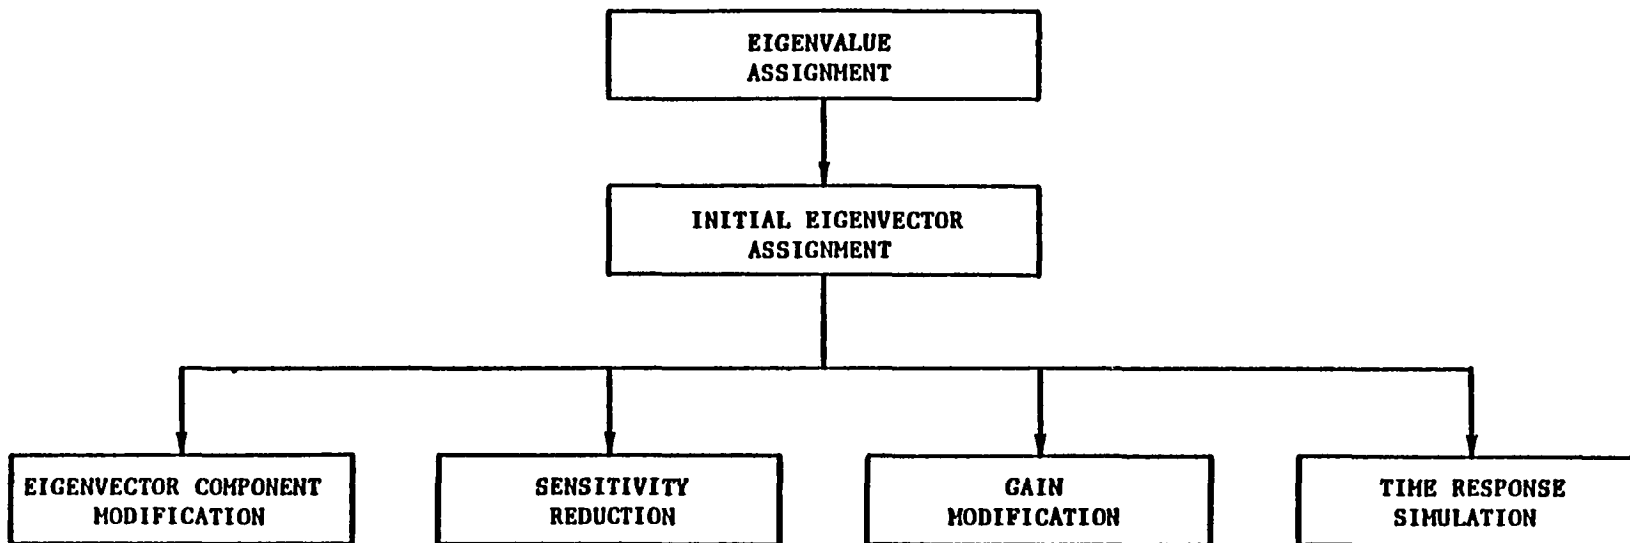 EIGENVALUE
ASSIGNMENT
INITIAL EIGENVECTOR
ASSIGNMENT
EIGENVECTOR COMPONENT
MODIFICATION
SENSITIVITY
REDUCTION
GAIN
MODIFICATION
TIME RESPONSE
SIMULATION